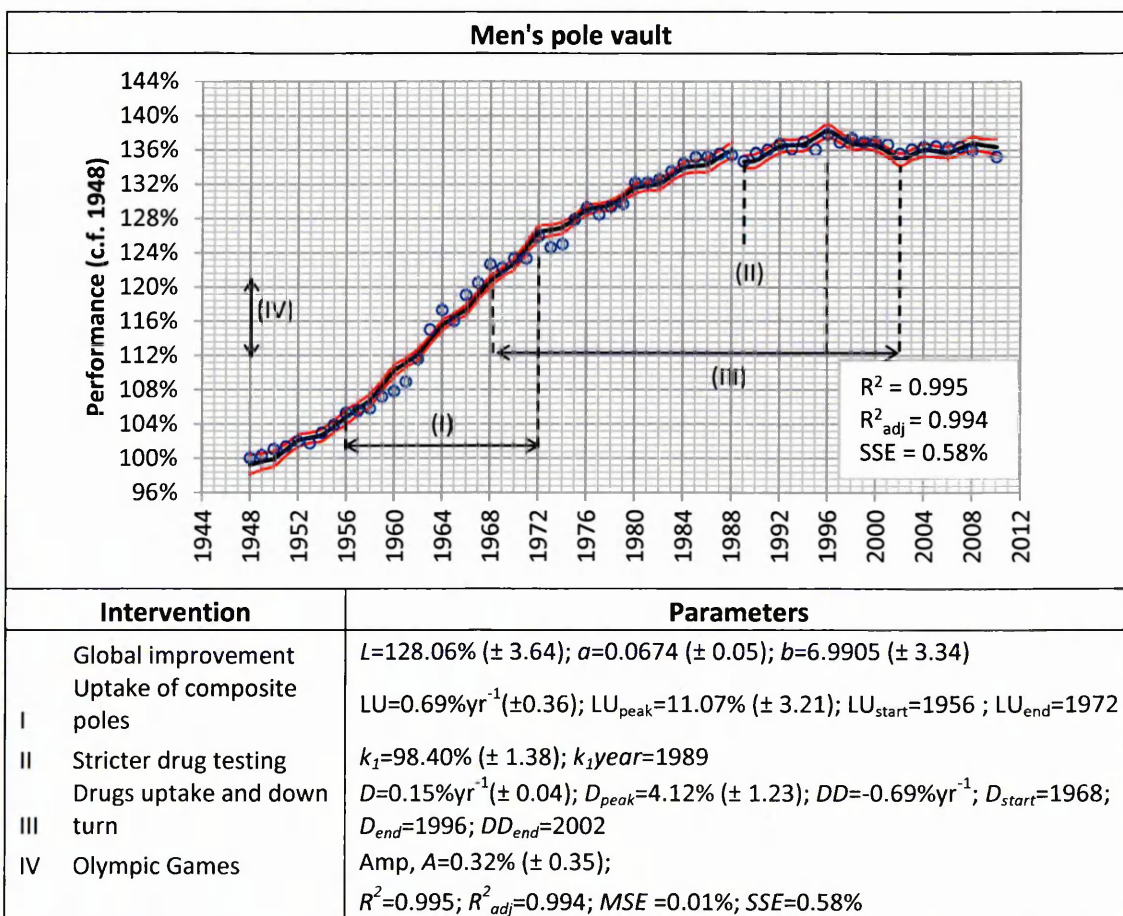 Men's pole vault
144%
140%
136%
132%
128%
124%
120%
116%
112%
108%
104%
100%
96%
Performance (c.f. 1948)
(IV)
(I)
(II)
(III)
R² = 0.995
R²adj = 0.994
SSE = 0.58%
1944 1948 1952 1956 1960 1964 1968 1972 1976 1980 1984 1988 1992 1996 2000 2004 2008 2012
Intervention Parameters
Global improvement L=128.06% (± 3.64); a=0.0674 (± 0.05); b=6.9905 (± 3.34)
Uptake of composite
I poles LU=0.69%yr⁻¹(±0.36); LUpeak=11.07% (± 3.21); LUstart=1956 ; LUend=1972
II Stricter drug testing k₁=98.40% (± 1.38); k₁year=1989
Drugs uptake and down D=0.15%yr⁻¹(± 0.04); Dpeak=4.12% (± 1.23); DD=-0.69%yr⁻¹; Dstart=1968;
III turn Dend=1996; DDend=2002
IV Olympic Games Amp, A=0.32% (± 0.35);
R²=0.995; R²adj=0.994; MSE =0.01%; SSE=0.58%